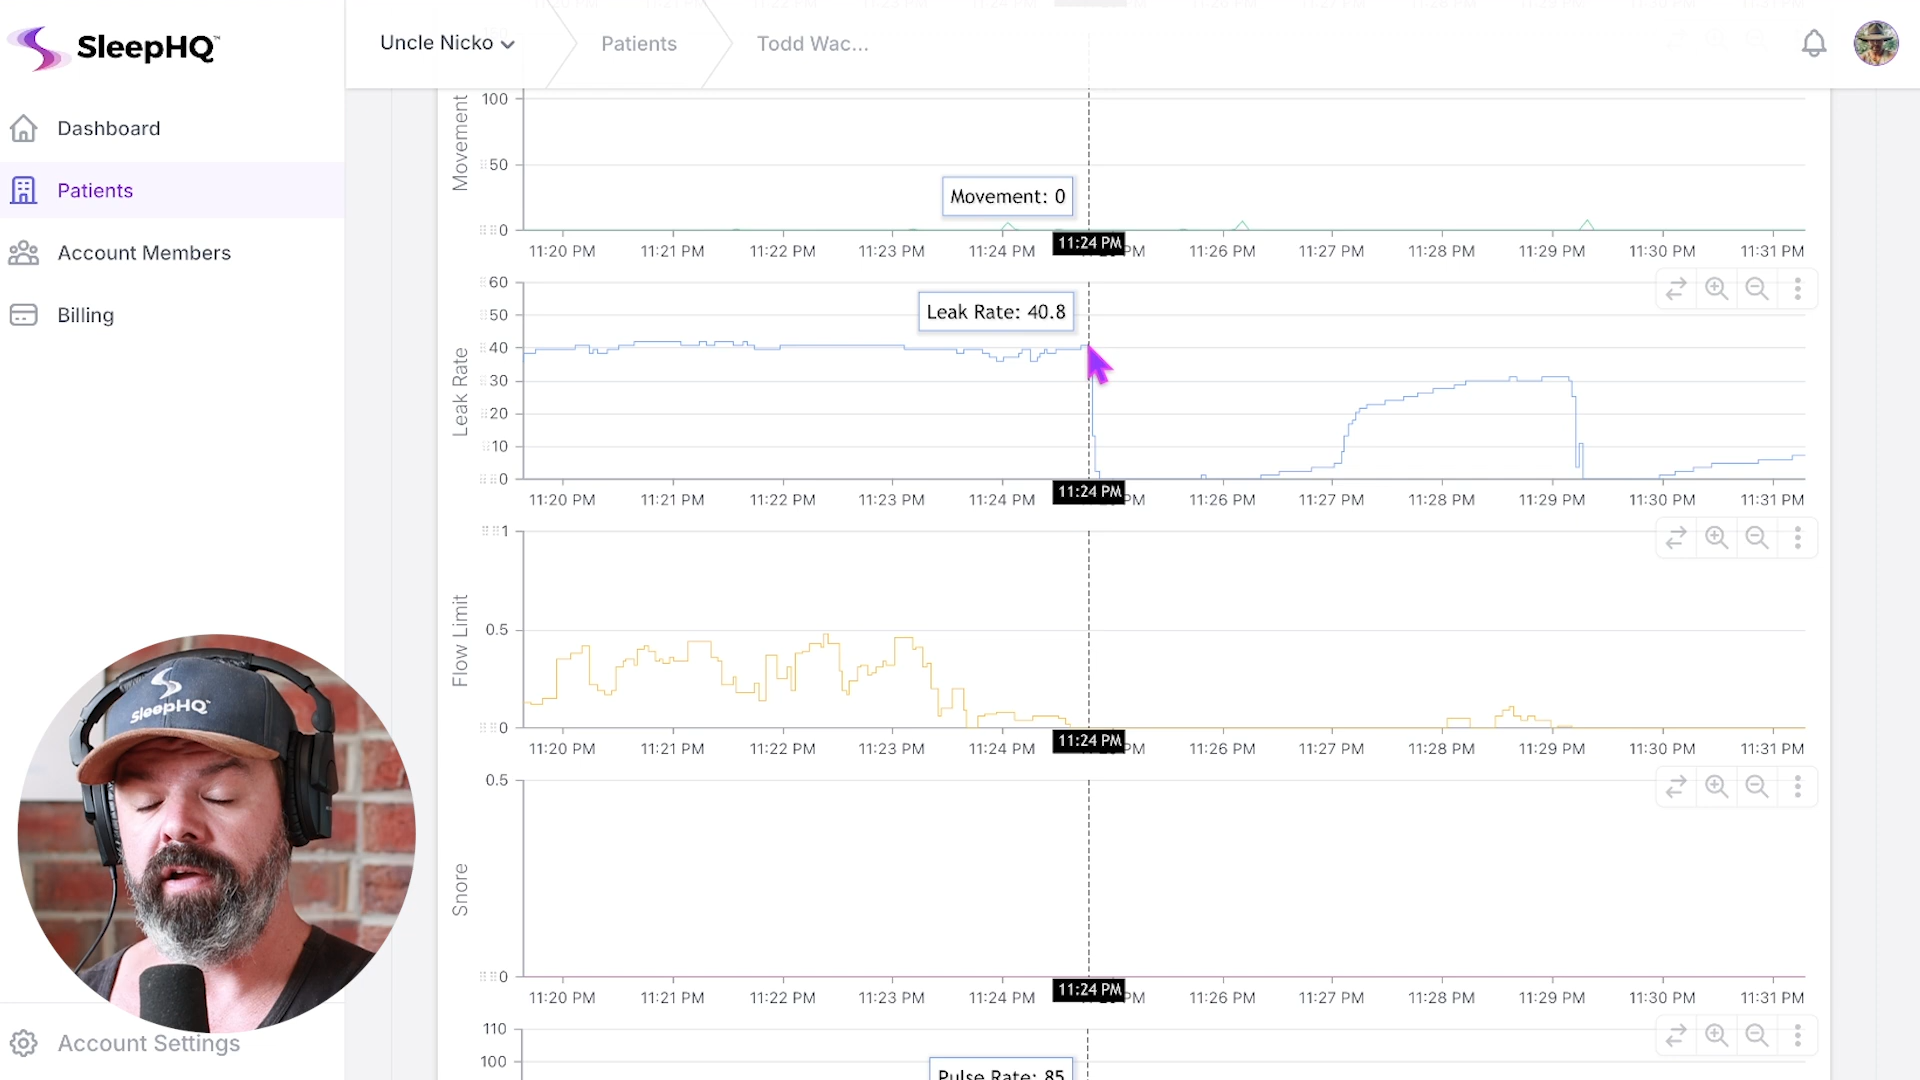 SleepHQ™
Uncle Nicko
Patients
Todd Wac...
Dashboard
Patients
Account Members
Billing
Account Settings
SleepHQ™
Movement
100
50
0
Movement: 0
11:20 PM 11:21 PM 11:22 PM 11:23 PM 11:24 PM 11:24 PM PM 11:26 PM 11:27 PM 11:28 PM 11:29 PM 11:30 PM 11:31 PM
Leak Rate
60
50
40
30
20
10
0
Leak Rate: 40.8
11:20 PM 11:21 PM 11:22 PM 11:23 PM 11:24 PM 11:24 PM PM 11:26 PM 11:27 PM 11:28 PM 11:29 PM 11:30 PM 11:31 PM
Flow Limit
1
0.5
0
11:20 PM 11:21 PM 11:22 PM 11:23 PM 11:24 PM 11:24 PM PM 11:26 PM 11:27 PM 11:28 PM 11:29 PM 11:30 PM 11:31 PM
Snore
0.5
0
11:20 PM 11:21 PM 11:22 PM 11:23 PM 11:24 PM 11:24 PM PM 11:26 PM 11:27 PM 11:28 PM 11:29 PM 11:30 PM 11:31 PM
110
100
Pulse Rate: 85